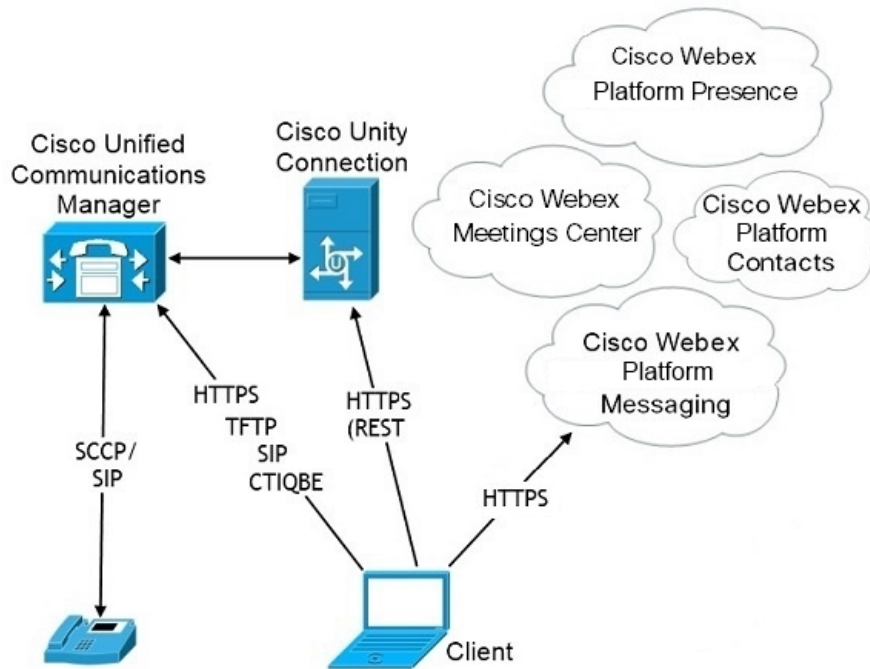 Cisco Webex
Platform Presence
Cisco Unified
Communications
Manager
Cisco Unity
Connection
Cisco Webex
Meetings Center
Cisco Webex
Platform
Contacts
U
Cisco Webex
Platform
Messaging
HTTPS
TFTP
SIP
CTIQBE
HTTPS
(REST
SCCP/
SIP
HTTPS
Client